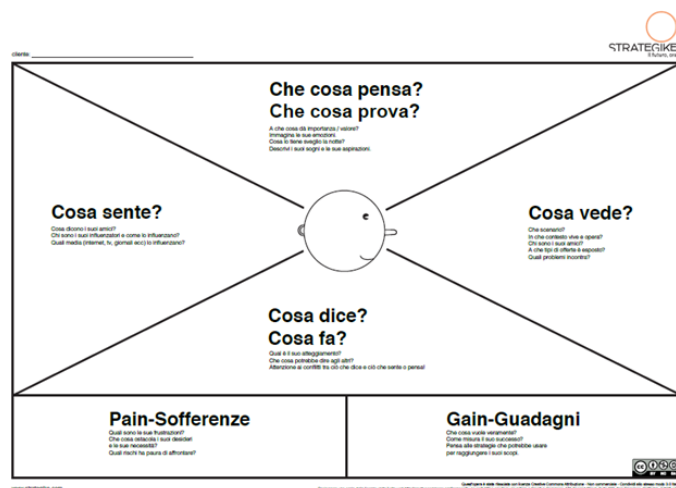 cliente:
STRATEGIKE
il futuro, ora
Che cosa pensa?
Che cosa prova?
A che cosa dà importanza / valore?
Immagina le sue emozioni.
Cosa lo tiene sveglio la notte?
Descrivi i suoi sogni e le sue aspirazioni.
Cosa sente?
Cosa dicono i suoi amici?
Chi sono i suoi influenzatori e come lo influenzano?
Quali media (internet, tv, giornali ecc) lo influenzano?
Cosa vede?
Che scenario?
In che contesto vive e opera?
Chi sono i suoi amici?
A che tipi di offerte è esposto?
Quali problemi incontra?
Cosa dice?
Cosa fa?
Qual è il suo atteggiamento?
Che cosa potrebbe dire agli altri?
Attenzione ai conflitti tra ciò che dice e ciò che sente o pensa!
Pain-Sofferenze
Quali sono le sue frustrazioni?
Che cosa ostacola i suoi desideri
e le sue necessità?
Quali rischi ha paura di affrontare?
Gain-Guadagni
Che cosa vuole veramente?
Come misura il suo successo?
Pensa alle strategie che potrebbe usare
per raggiungere i suoi scopi.